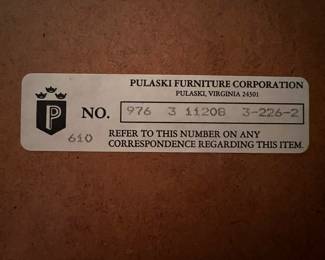 PULASKI FURNITURE CORPORATION
PULASKI, VIRGINIA 24301
P
NO. 976 3 11208 3-226-2
610
REFER TO THIS NUMBER ON ANY
CORRESPONDENCE REGARDING THIS ITEM.